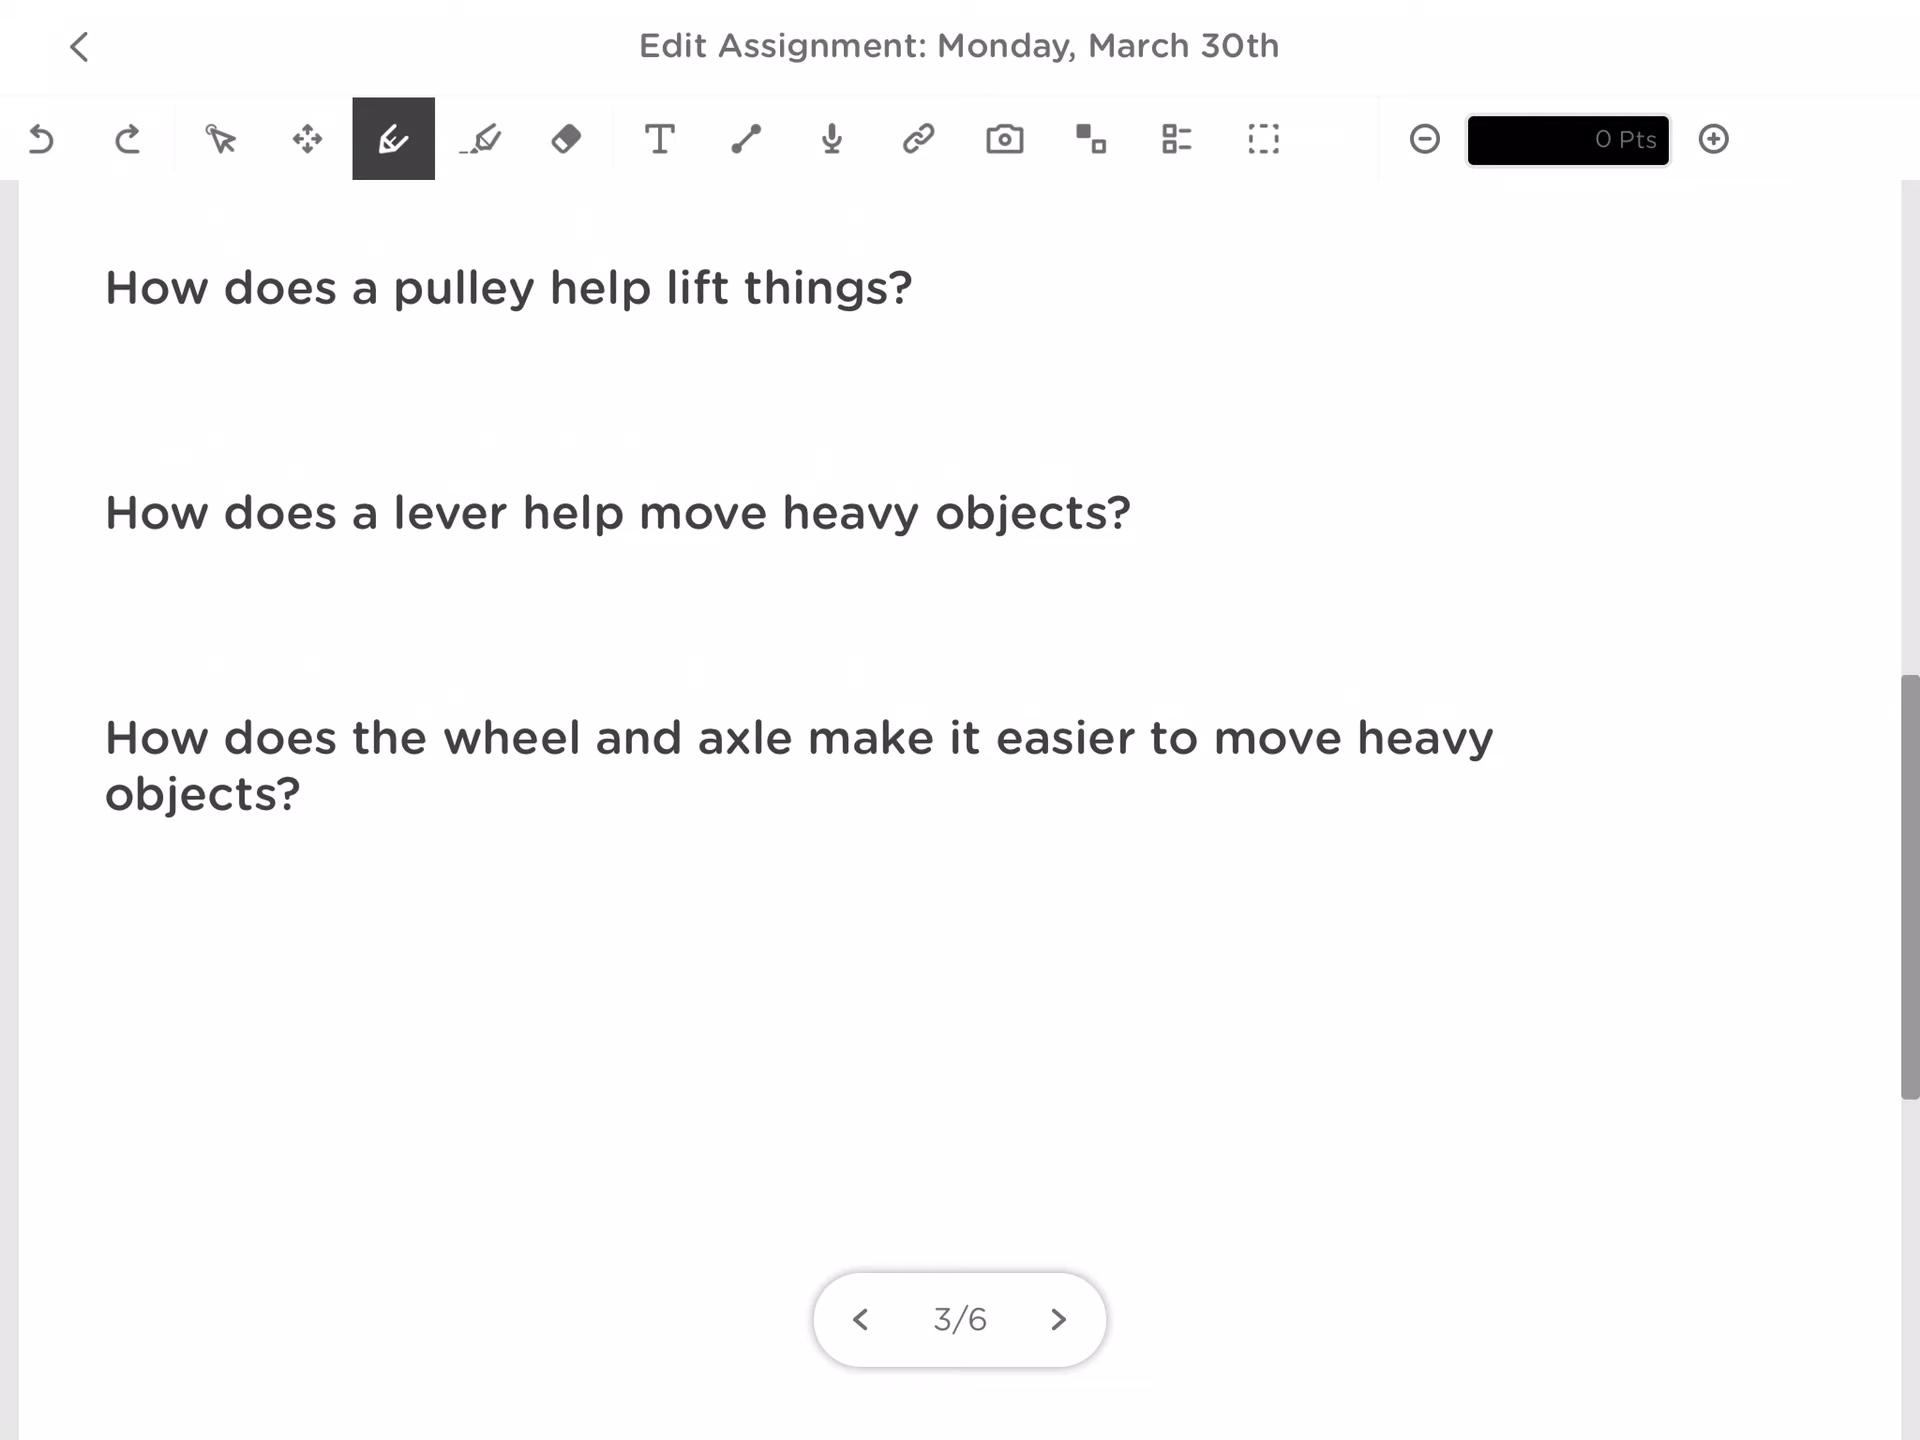 Edit Assignment: Monday, March 30th
0 Pts
How does a pulley help lift things?
How does a lever help move heavy objects?
How does the wheel and axle make it easier to move heavy
objects?
3/6